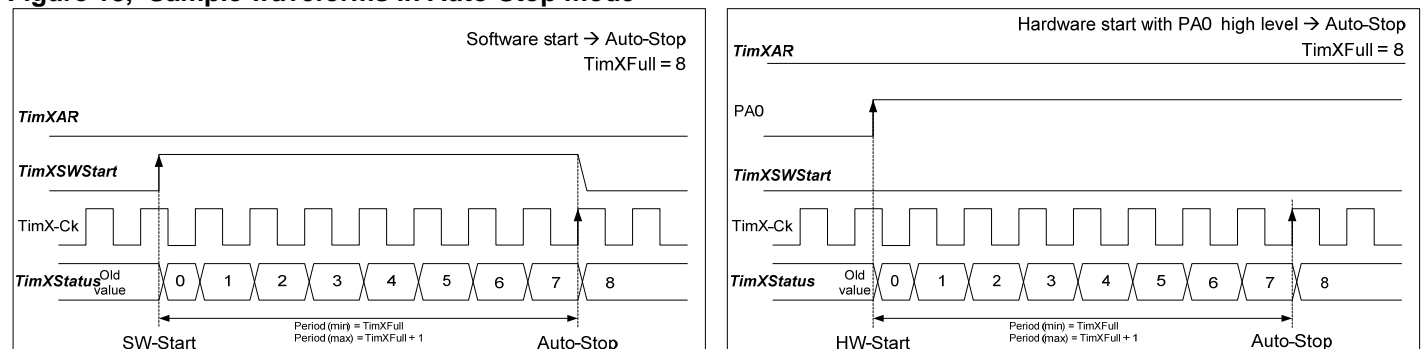 Figure 18, Sample waveforms in Auto-Stop mode
Software start → Auto-Stop
TimXFull = 8
TimXAR
TimXSWStart
TimX-Ck
TimXStatus
Old value
0 1 2 3 4 5 6 7 8
Period (min) = TimXFull
Period (max) = TimXFull + 1
SW-Start
Auto-Stop
Hardware start with PA0 high level → Auto-Stop
TimXFull = 8
TimXAR
PA0
TimXSWStart
TimX-Ck
TimXStatus
Old value
0 1 2 3 4 5 6 7 8
Period (min) = TimXFull
Period (max) = TimXFull + 1
HW-Start
Auto-Stop